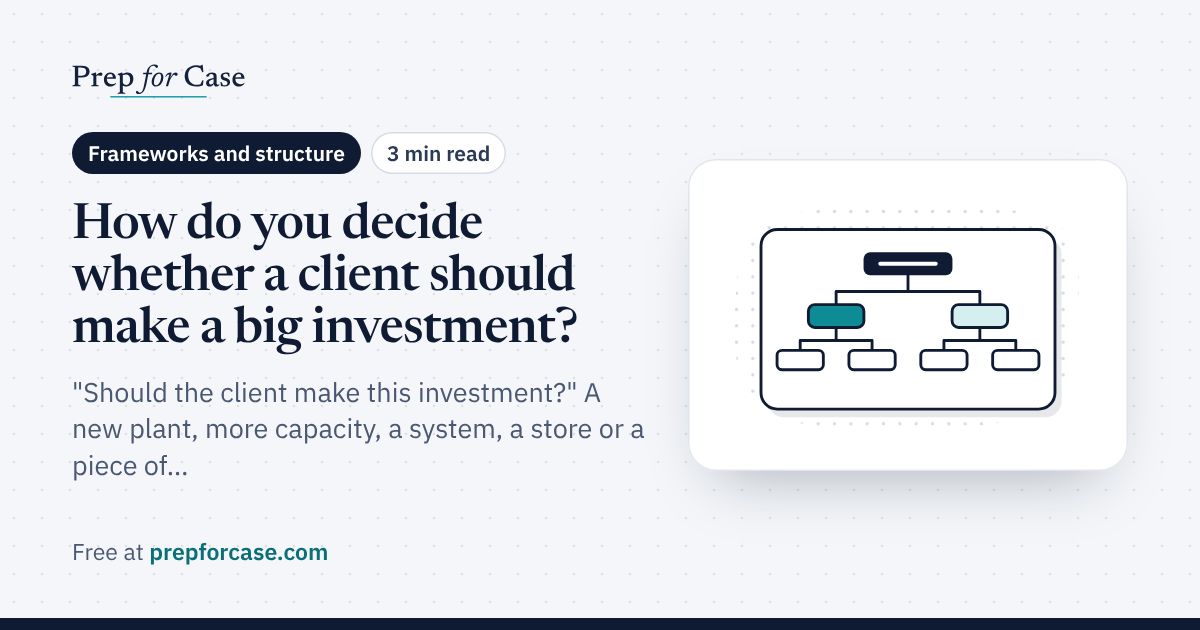 Prep for Case
Frameworks and structure
3 min read
How do you decide
whether a client should
make a big investment?
"Should the client make this investment?" A
new plant, more capacity, a system, a store or a
piece of...
Free at prepforcase.com